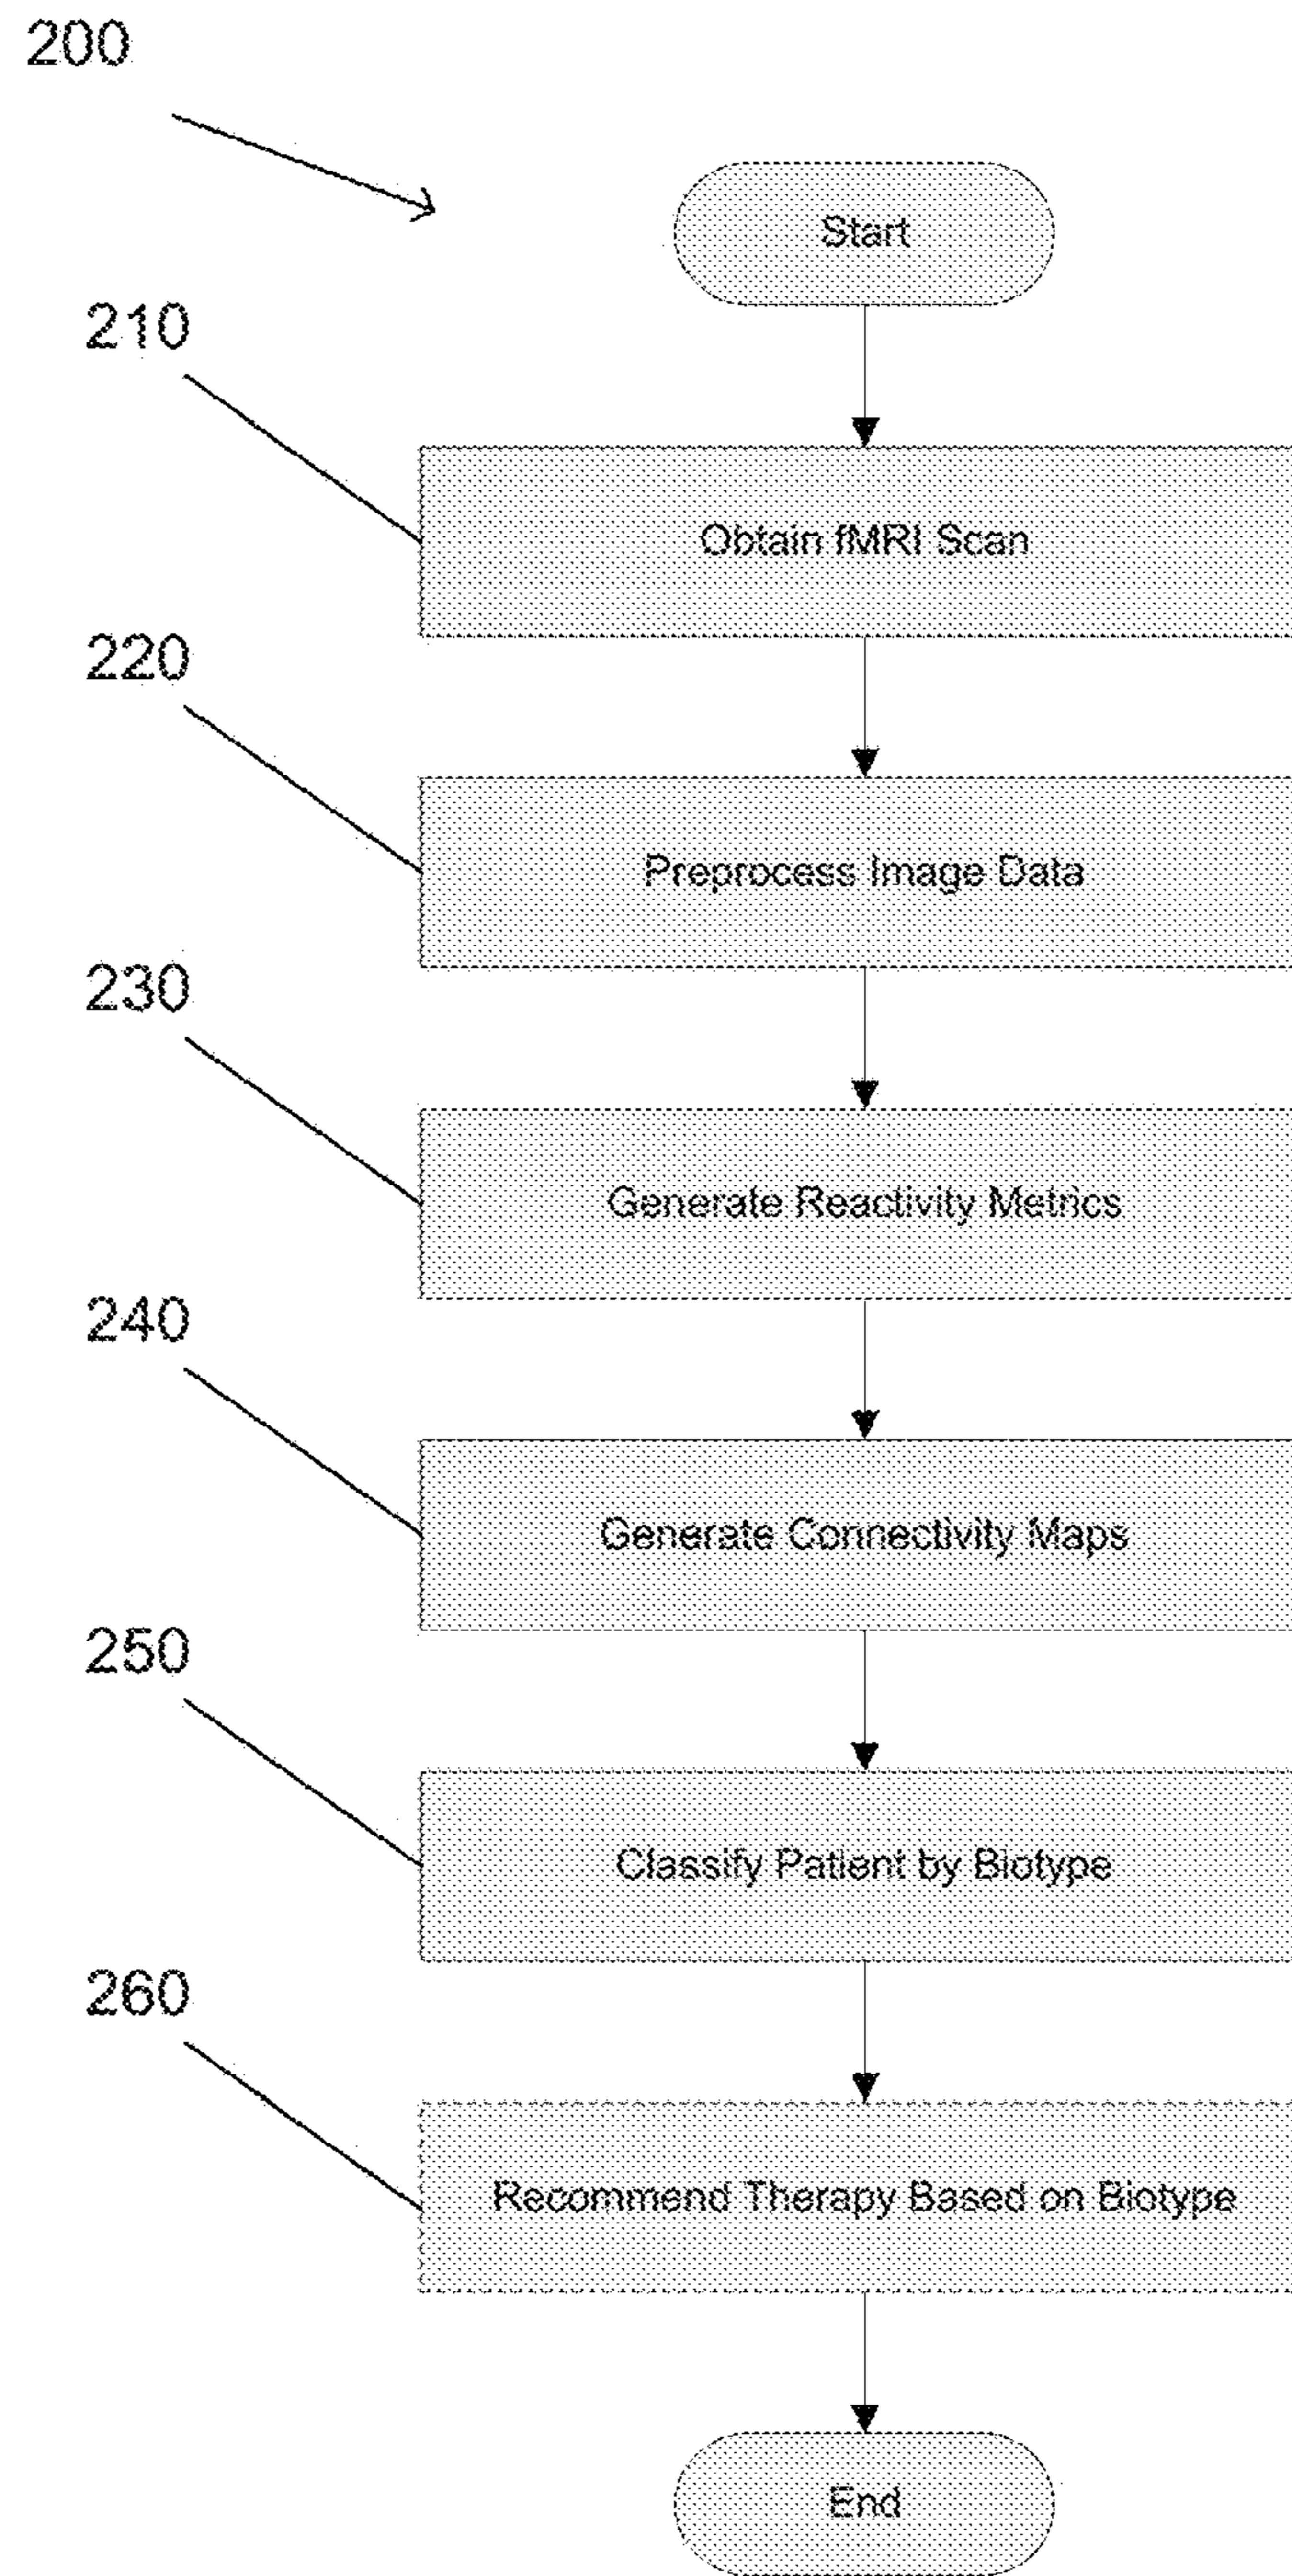 200
Start
210
Obtain fMRI Scan
220
Preprocess Image Data
230
Generate Reactivity Metrics
240
Generate Connectivity Maps
250
Classify Patient by Biotype
260
Recommend Therapy Based on Biotype
End